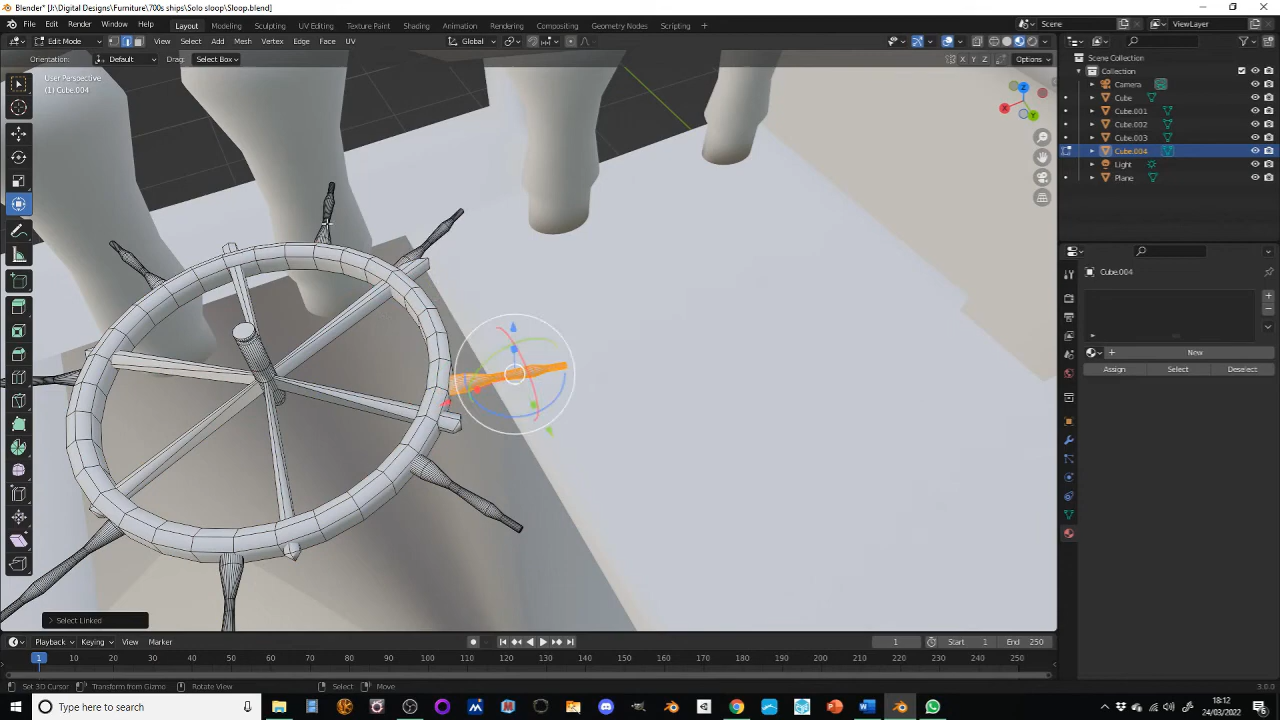 Blender* [J:\Digital Designs\Furniture\700s ships\Solo sloop\Sloop.blend]
File Edit Render Window Help Layout Modeling Sculpting UV Editing Texture Paint Shading Animation Rendering Compositing Geometry Nodes Scripting + Scene ViewLayer
Edit Mode View Select Add Mesh Vertex Edge Face UV Global
Orientation: Default Drag: Select Box X Y Z Options
User Perspective
(1) Cube.004
Scene Collection
Collection
Camera
Cube
Cube.001
Cube.002
Cube.003
Cube.004
Light
Plane
Cube.004
New
Assign Select Deselect
Select Linked
Playback Keying View Marker 1 Start 1 End 250
1 10 20 30 40 50 60 70 80 90 100 110 120 130 140 150 160 170 180 190 200 210 220 230 240 250
Set 3D Cursor Transform from Gizmo Rotate View Select Move 3.0.0
Type here to search
18:12
24/03/2022